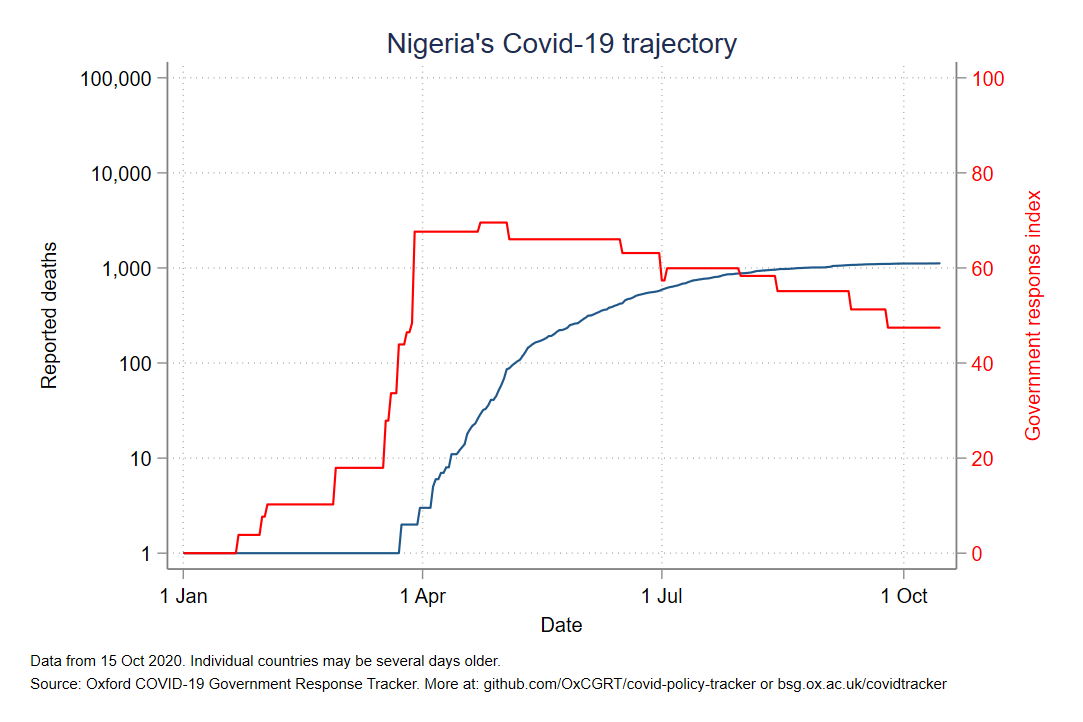 Nigeria's Covid-19 trajectory
100,000
10,000
1,000
100
10
1
Reported deaths
100
80
60
40
20
0
Government response index
1 Jan
1 Apr
1 Jul
1 Oct
Date
Data from 15 Oct 2020. Individual countries may be several days older.
Source: Oxford COVID-19 Government Response Tracker. More at: github.com/OxCGRT/covid-policy-tracker or bsg.ox.ac.uk/covidtracker